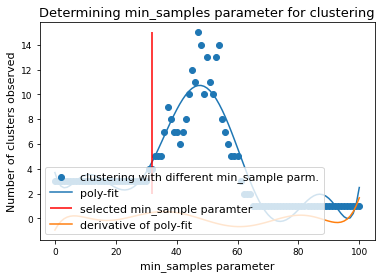 Determining min_samples parameter for clustering
Number of clusters observed
14
12
10
8
6
4
2
0
clustering with different min_sample parm.
poly-fit
selected min_sample paramter
derivative of poly-fit
0 20 40 60 80 100
min_samples parameter